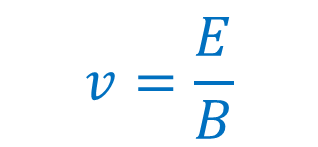 v = E/B